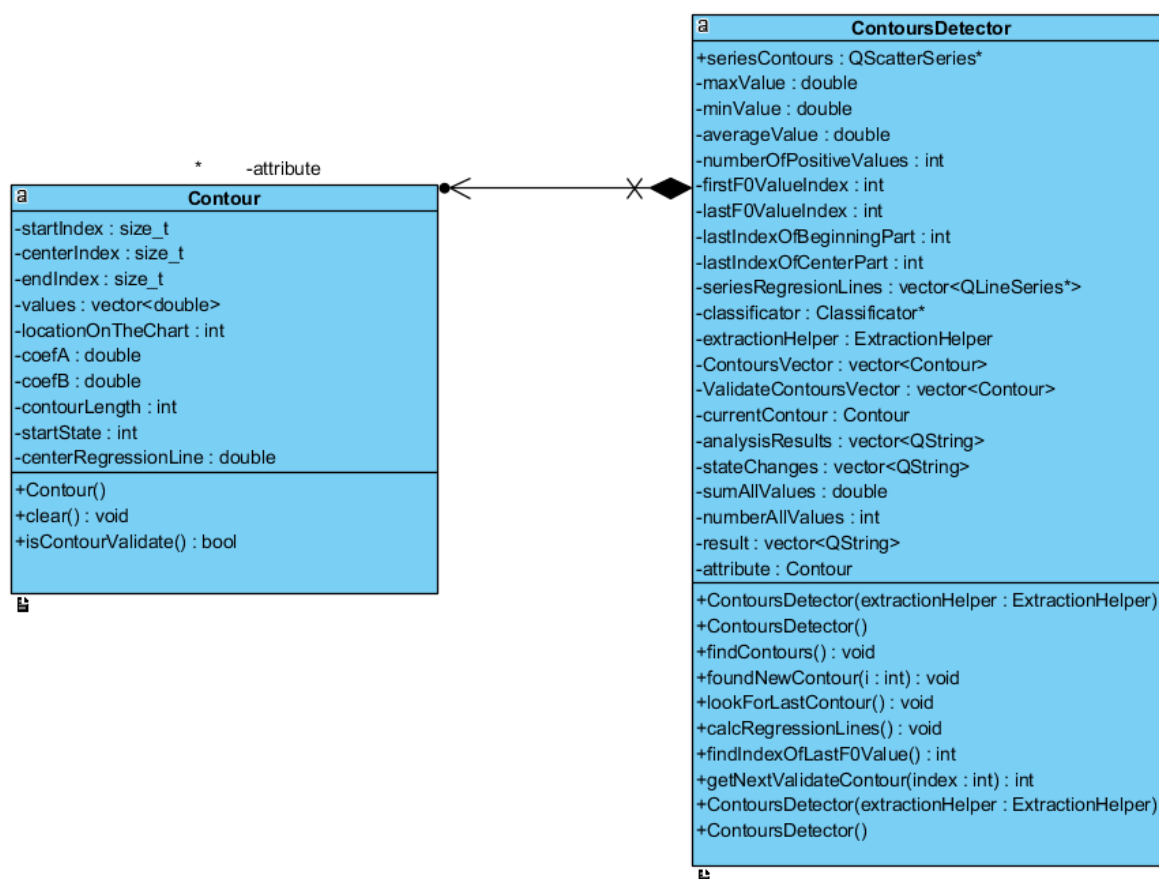 * -attribute
a
Contour
-startIndex : size_t
-centerIndex : size_t
-endIndex : size_t
-values : vector<double>
-locationOnTheChart : int
-coefA : double
-coefB : double
-contourLength : int
-startState : int
-centerRegressionLine : double
+Contour()
+clear() : void
+isContourValidate() : bool
a
ContoursDetector
+seriesContours : QScatterSeries*
-maxValue : double
-minValue : double
-averageValue : double
-numberOfPositiveValues : int
-firstF0ValueIndex : int
-lastF0ValueIndex : int
-lastIndexOfBeginningPart : int
-lastIndexOfCenterPart : int
-seriesRegresionLines : vector<QLineSeries*>
-classificator : Classificator*
-extractionHelper : ExtractionHelper
-ContoursVector : vector<Contour>
-ValidateContoursVector : vector<Contour>
-currentContour : Contour
-analysisResults : vector<QString>
-stateChanges : vector<QString>
-sumAllValues : double
-numberAllValues : int
-result : vector<QString>
-attribute : Contour
+ContoursDetector(extractionHelper : ExtractionHelper)
+ContoursDetector()
+findContours() : void
+foundNewContour(i : int) : void
+lookForLastContour() : void
+calcRegressionLines() : void
+findIndexOfLastF0Value() : int
+getNextValidateContour(index : int) : int
+ContoursDetector(extractionHelper : ExtractionHelper)
+ContoursDetector()